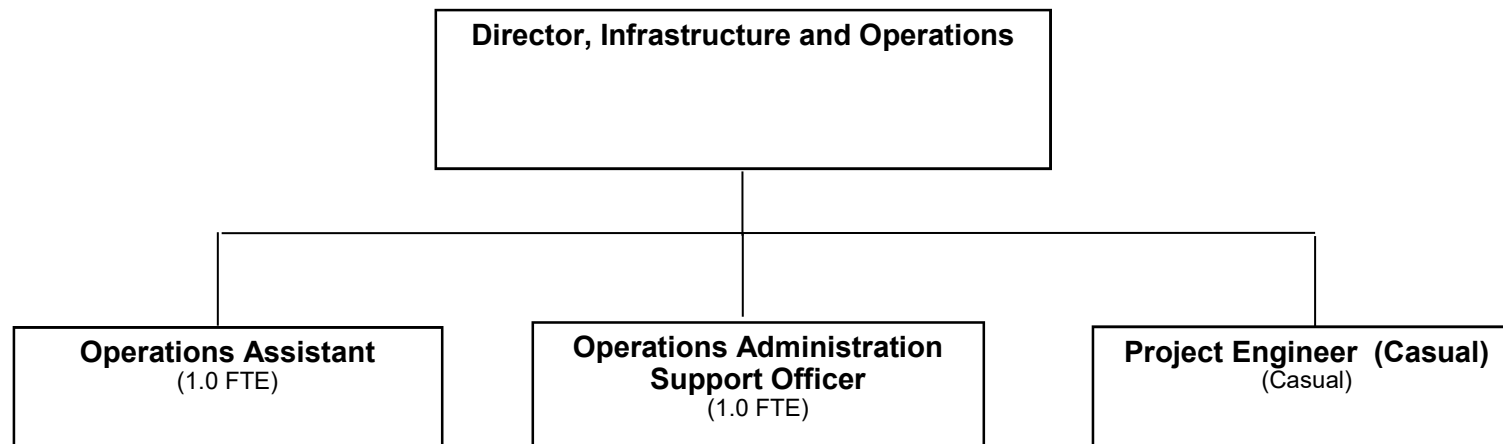 Director, Infrastructure and Operations
Operations Assistant
(1.0 FTE)
Operations Administration
Support Officer
(1.0 FTE)
Project Engineer (Casual)
(Casual)